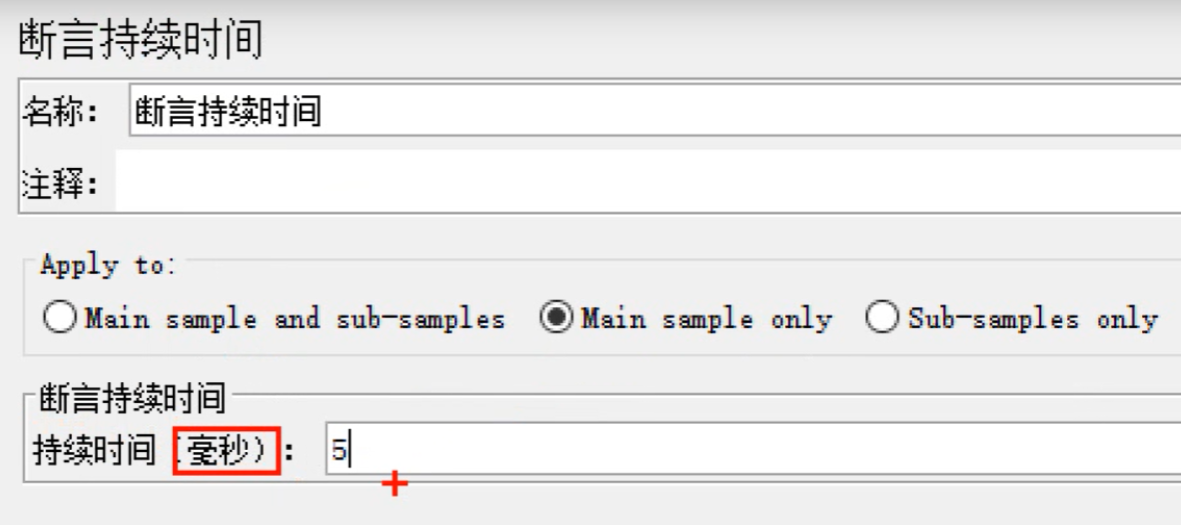 断言持续时间
名称： 断言持续时间
注释：
Apply to:
Main sample and sub-samples Main sample only Sub-samples only
断言持续时间
持续时间（毫秒）： 5